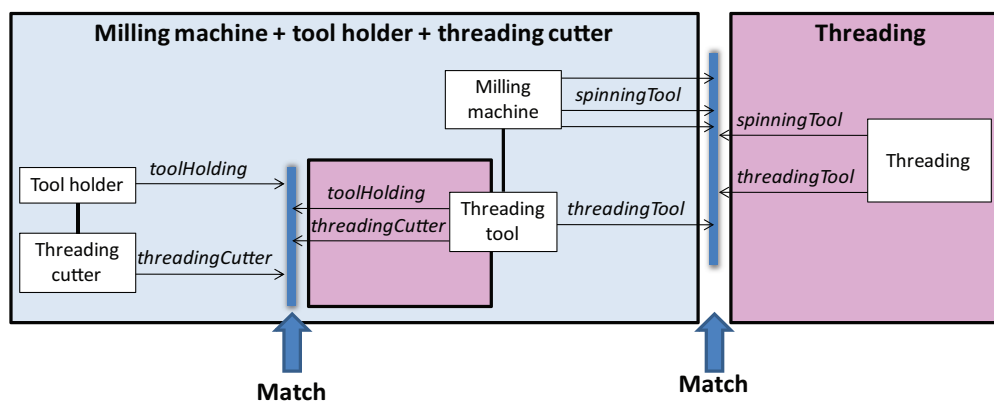 Milling machine + tool holder + threading cutter
Threading
Milling
machine
spinningTool
spinningTool
Threading
toolHolding
Tool holder
toolHolding
threadingTool
Threading
tool
threadingTool
threadingCutter
Threading
cutter
threadingCutter
Match
Match